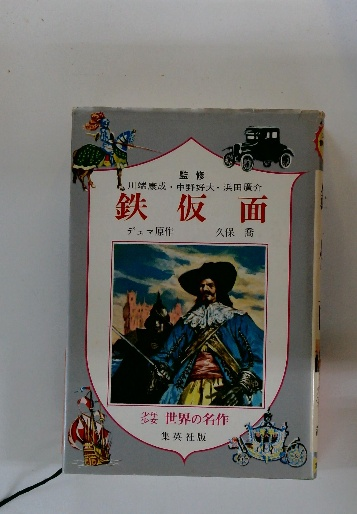 監修
川端康成・中野好夫・浜田廣介
鉄仮面
デュマ原作 久保 喬
少年少女 世界の名作
集英社版